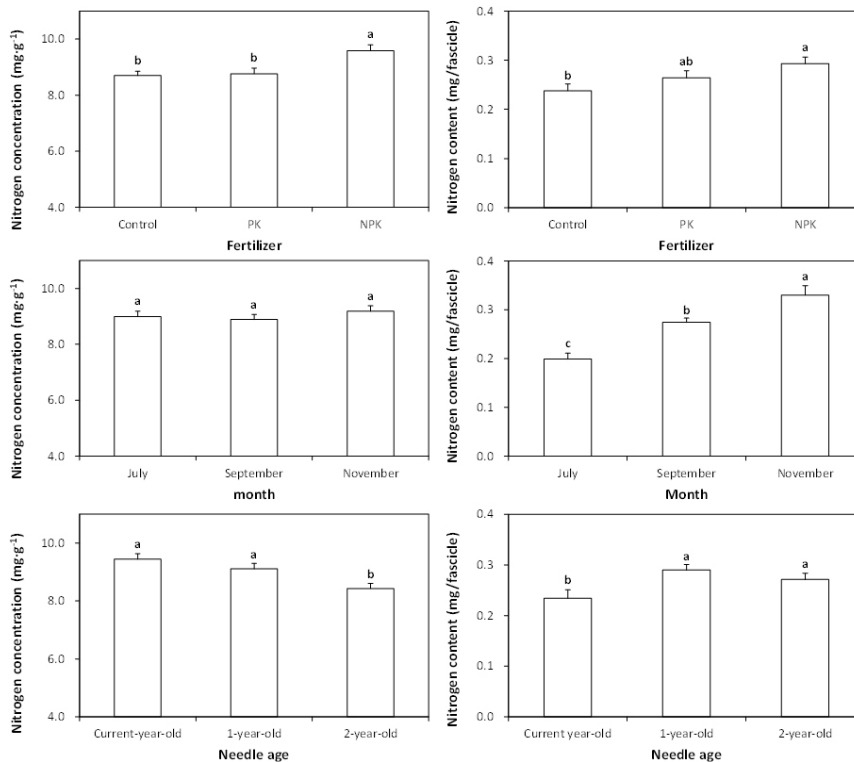 Nitrogen concentration (mg·g⁻¹)
10.0
8.0
6.0
4.0
b
b
a
Control PK NPK
Fertilizer
Nitrogen content (mg/fascicle)
0.4
0.3
0.2
0.1
0.0
b
ab
a
Control PK NPK
Fertilizer
Nitrogen concentration (mg·g⁻¹)
10.0
8.0
6.0
4.0
a
a
a
July September November
month
Nitrogen content (mg/fascicle)
0.4
0.3
0.2
0.1
0.0
c
b
a
July September November
Month
Nitrogen concentration (mg·g⁻¹)
10.0
8.0
6.0
4.0
a
a
b
Current-year-old 1-year-old 2-year-old
Needle age
Nitrogen content (mg/fascicle)
0.4
0.3
0.2
0.1
0.0
b
a
a
Current year-old 1-year-old 2-year-old
Needle age